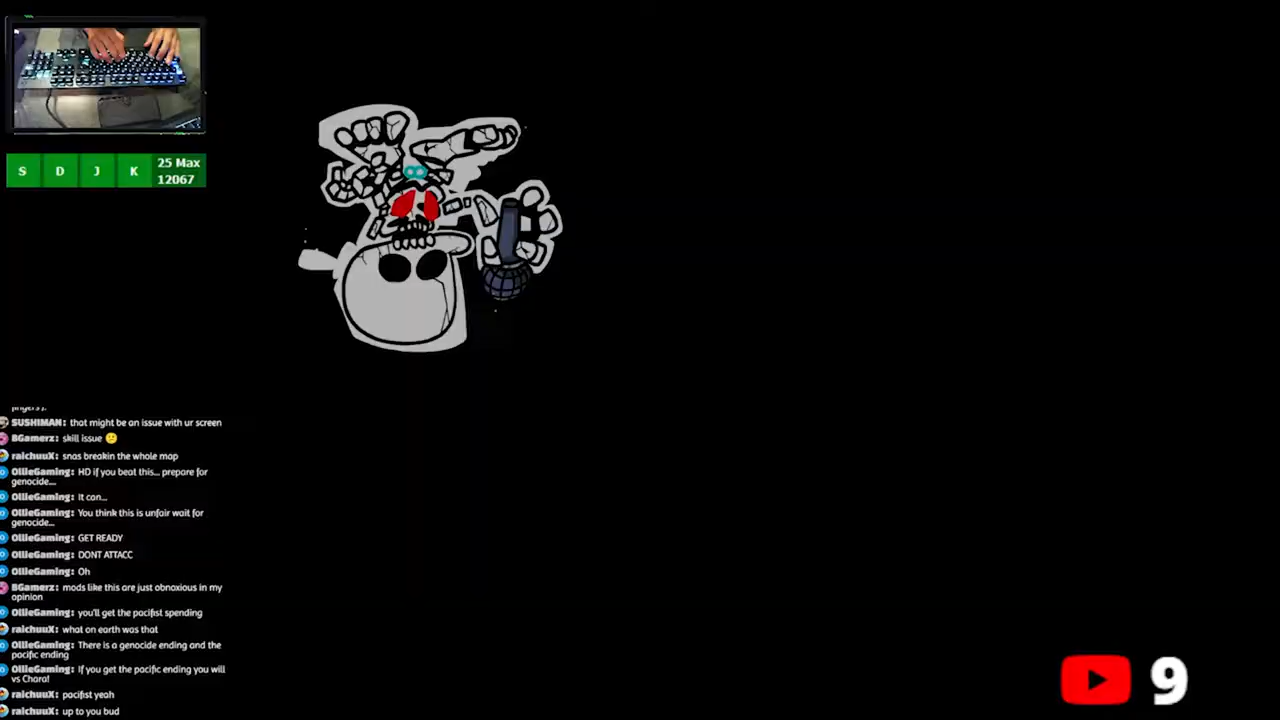 S D J K 25 Max
12067
fingers).
SUSHIMAN: that might be an issue with ur screen
BGamerz: skill issue
raichuuX: snas breakin the whole map
OllieGaming: HD if you beat this... prepare for
genocide...
OllieGaming: It can...
OllieGaming: You think this is unfair wait for
genocide...
OllieGaming: GET READY
OllieGaming: DONT ATTACC
OllieGaming: Oh
BGamerz: mods like this are just obnoxious in my
opinion
OllieGaming: you'll get the pacifist spending
raichuuX: what on earth was that
OllieGaming: There is a genocide ending and the
pacific ending
OllieGaming: If you get the pacific ending you will
vs Chara!
raichuuX: pacifist yeah
raichuuX: up to you bud
9